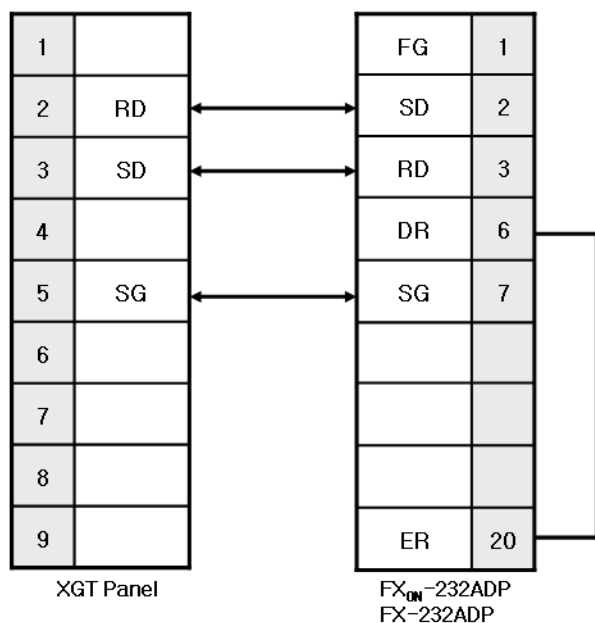 1 FG 1
2 RD SD 2
3 SD RD 3
4 DR 6
5 SG SG 7
6
7
8
9 ER 20
XGT Panel FX0N-232ADP
FX-232ADP